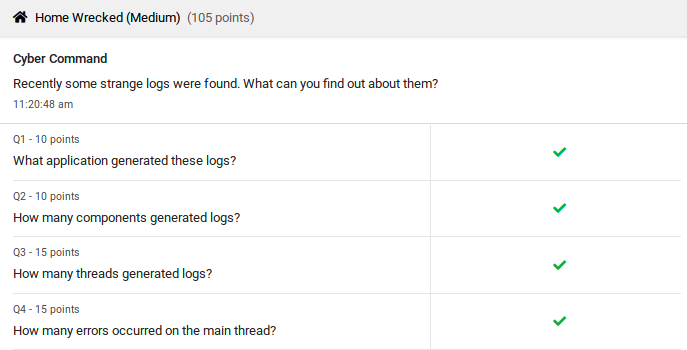 Home Wrecked (Medium) (105 points)
Cyber Command
Recently some strange logs were found. What can you find out about them?
11:20:48 am
Q1 - 10 points
What application generated these logs?
Q2 - 10 points
How many components generated logs?
Q3 - 15 points
How many threads generated logs?
Q4 - 15 points
How many errors occurred on the main thread?